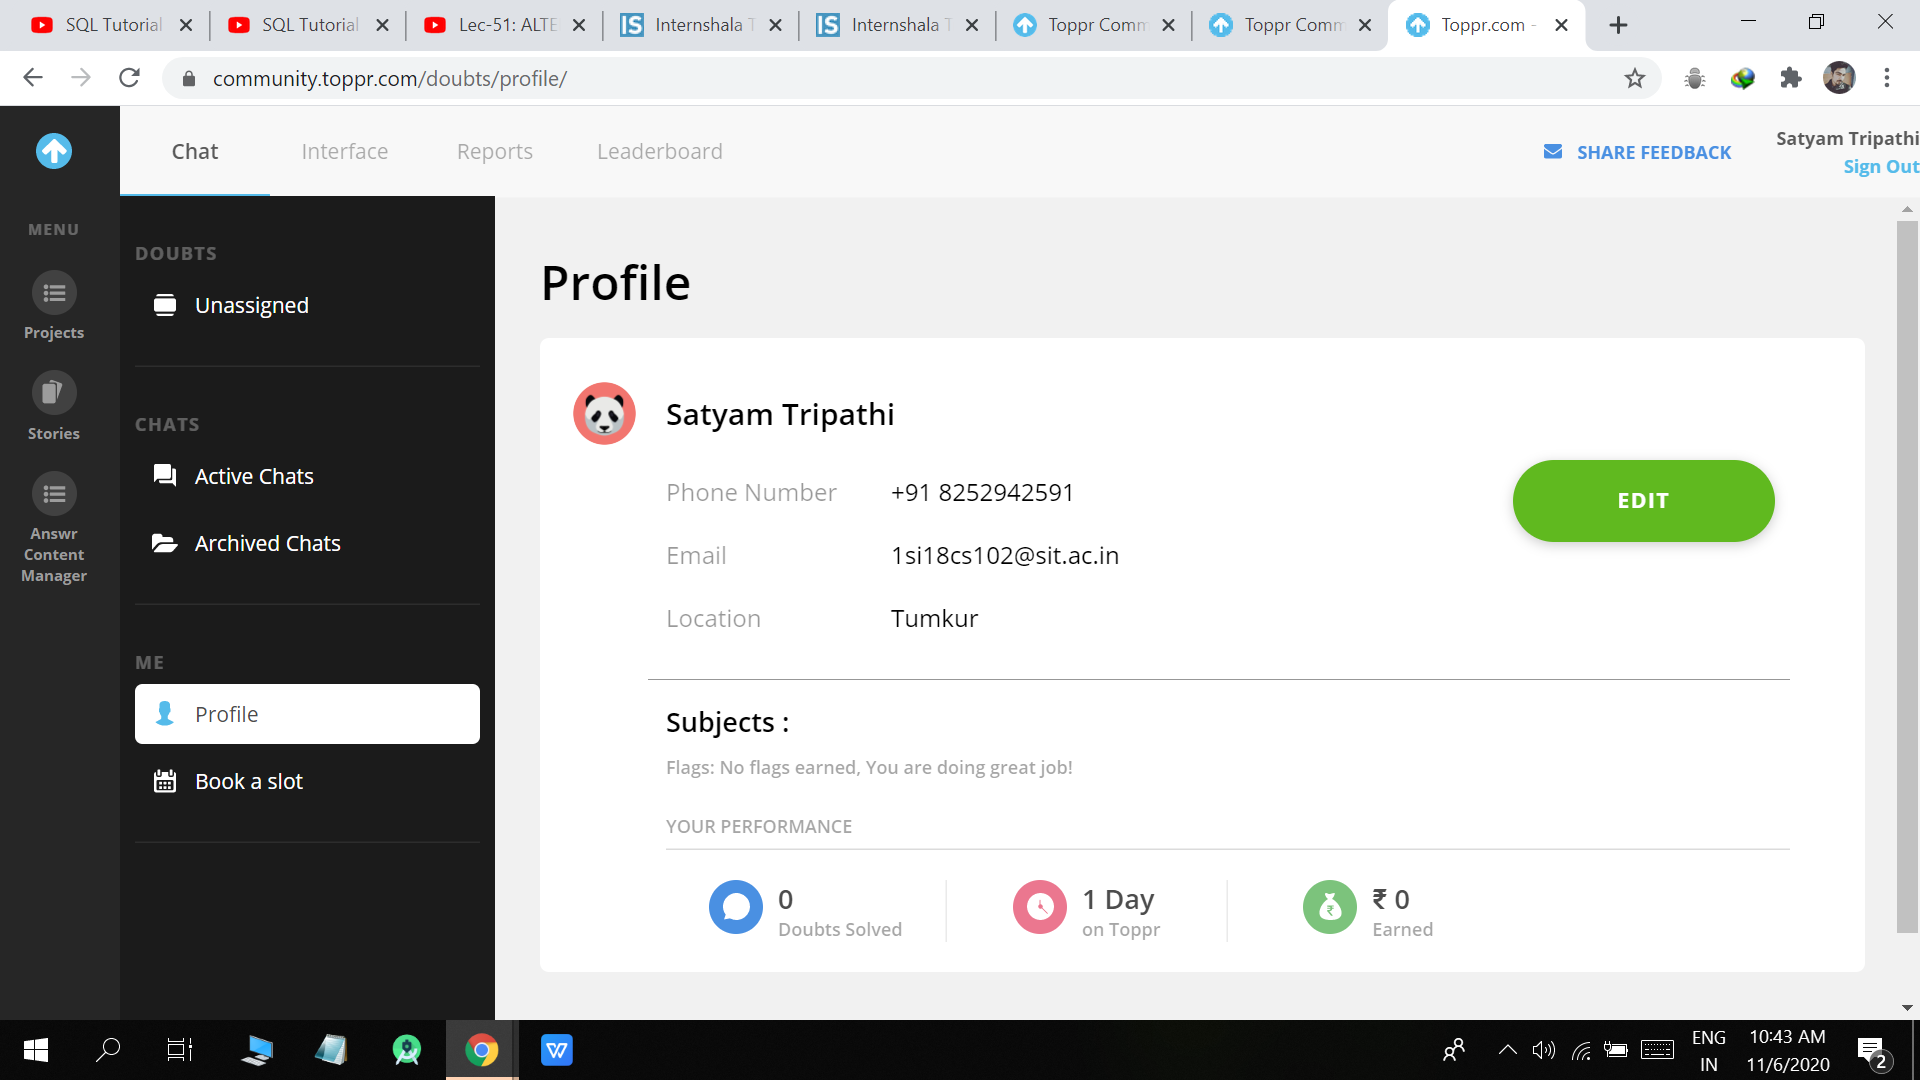 SQL Tutorial
SQL Tutorial
Lec-51: ALTE
IS Internshala T
IS Internshala T
Toppr Comm
Toppr Comm
Toppr.com -
community.toppr.com/doubts/profile/
Chat
Interface
Reports
Leaderboard
SHARE FEEDBACK
Satyam Tripathi
Sign Out
MENU
Projects
Stories
Answr
Content
Manager
DOUBTS
Unassigned
CHATS
Active Chats
Archived Chats
ME
Profile
Book a slot
Profile
Satyam Tripathi
Phone Number +91 8252942591
Email 1si18cs102@sit.ac.in
Location Tumkur
EDIT
Subjects :
Flags: No flags earned, You are doing great job!
YOUR PERFORMANCE
0
Doubts Solved
1 Day
on Toppr
₹ 0
Earned
W
ENG
IN
10:43 AM
11/6/2020
2